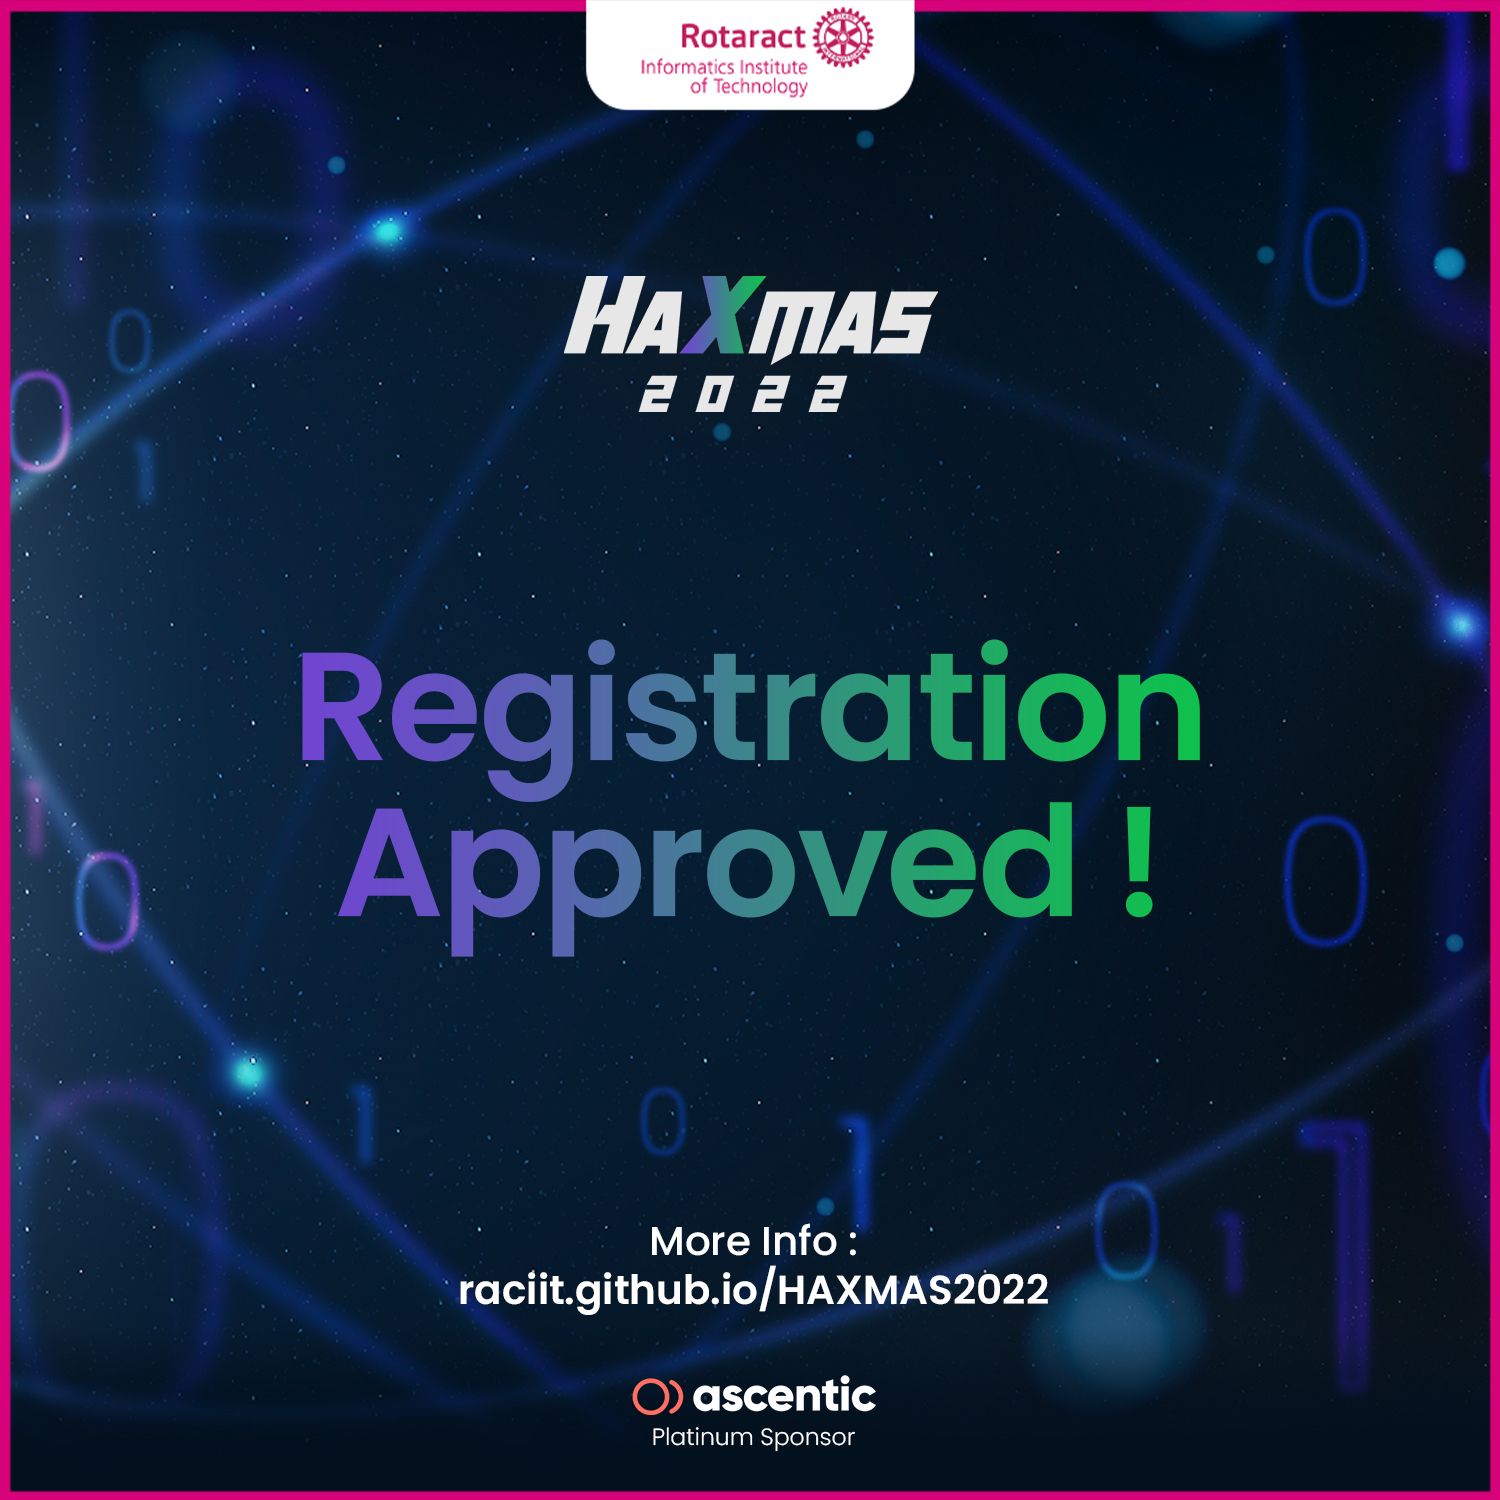 Rotaract
Informatics Institute
of Technology
HaXmas
2022
Registration
Approved !
More Info :
raciit.github.io/HAXMAS2022
ascentic
Platinum Sponsor